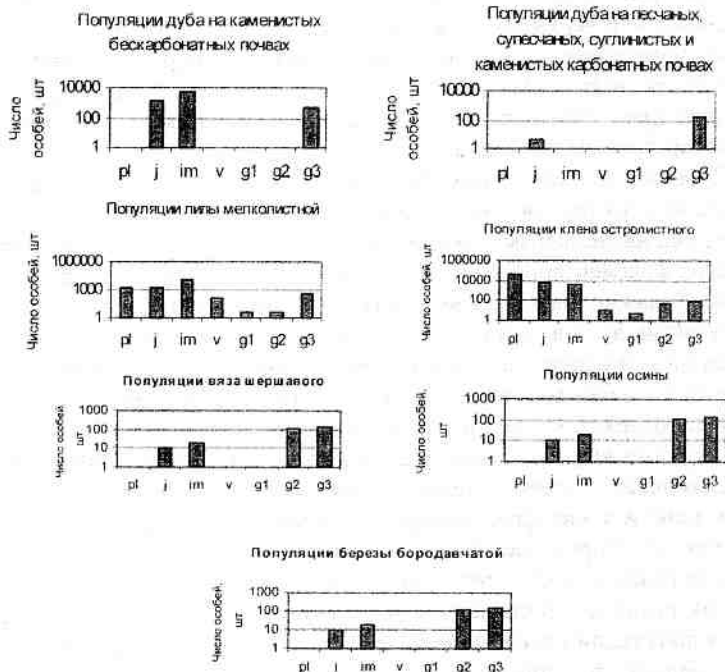 Популяции дуба на каменистых
бескарбонатных почвах
Число
особей, шт
10000
100
1
pl j im v g1 g2 g3
Популяции дуба на песчаных,
супесчаных, суглинистых и
каменистых карбонатных почвах
Число
особей, шт
10000
100
1
pl j im v g1 g2 g3
Популяции липы мелколистной
Число особей, шт
1000000
1000
1
pl j im v g1 g2 g3
Популяции клена остролистного
Число особей, шт
1000000
10000
100
1
pl j im v g1 g2 g3
Популяции вяза шершавого
Число особей,
шт
1000
100
10
1
pl j im v g1 g2 g3
Популяции осины
Число особей,
шт
1000
100
10
1
pl j im v g1 g2 g3
Популяции березы бородавчатой
Число особей,
шт
1000
100
10
1
pl j im v g1 g2 g3